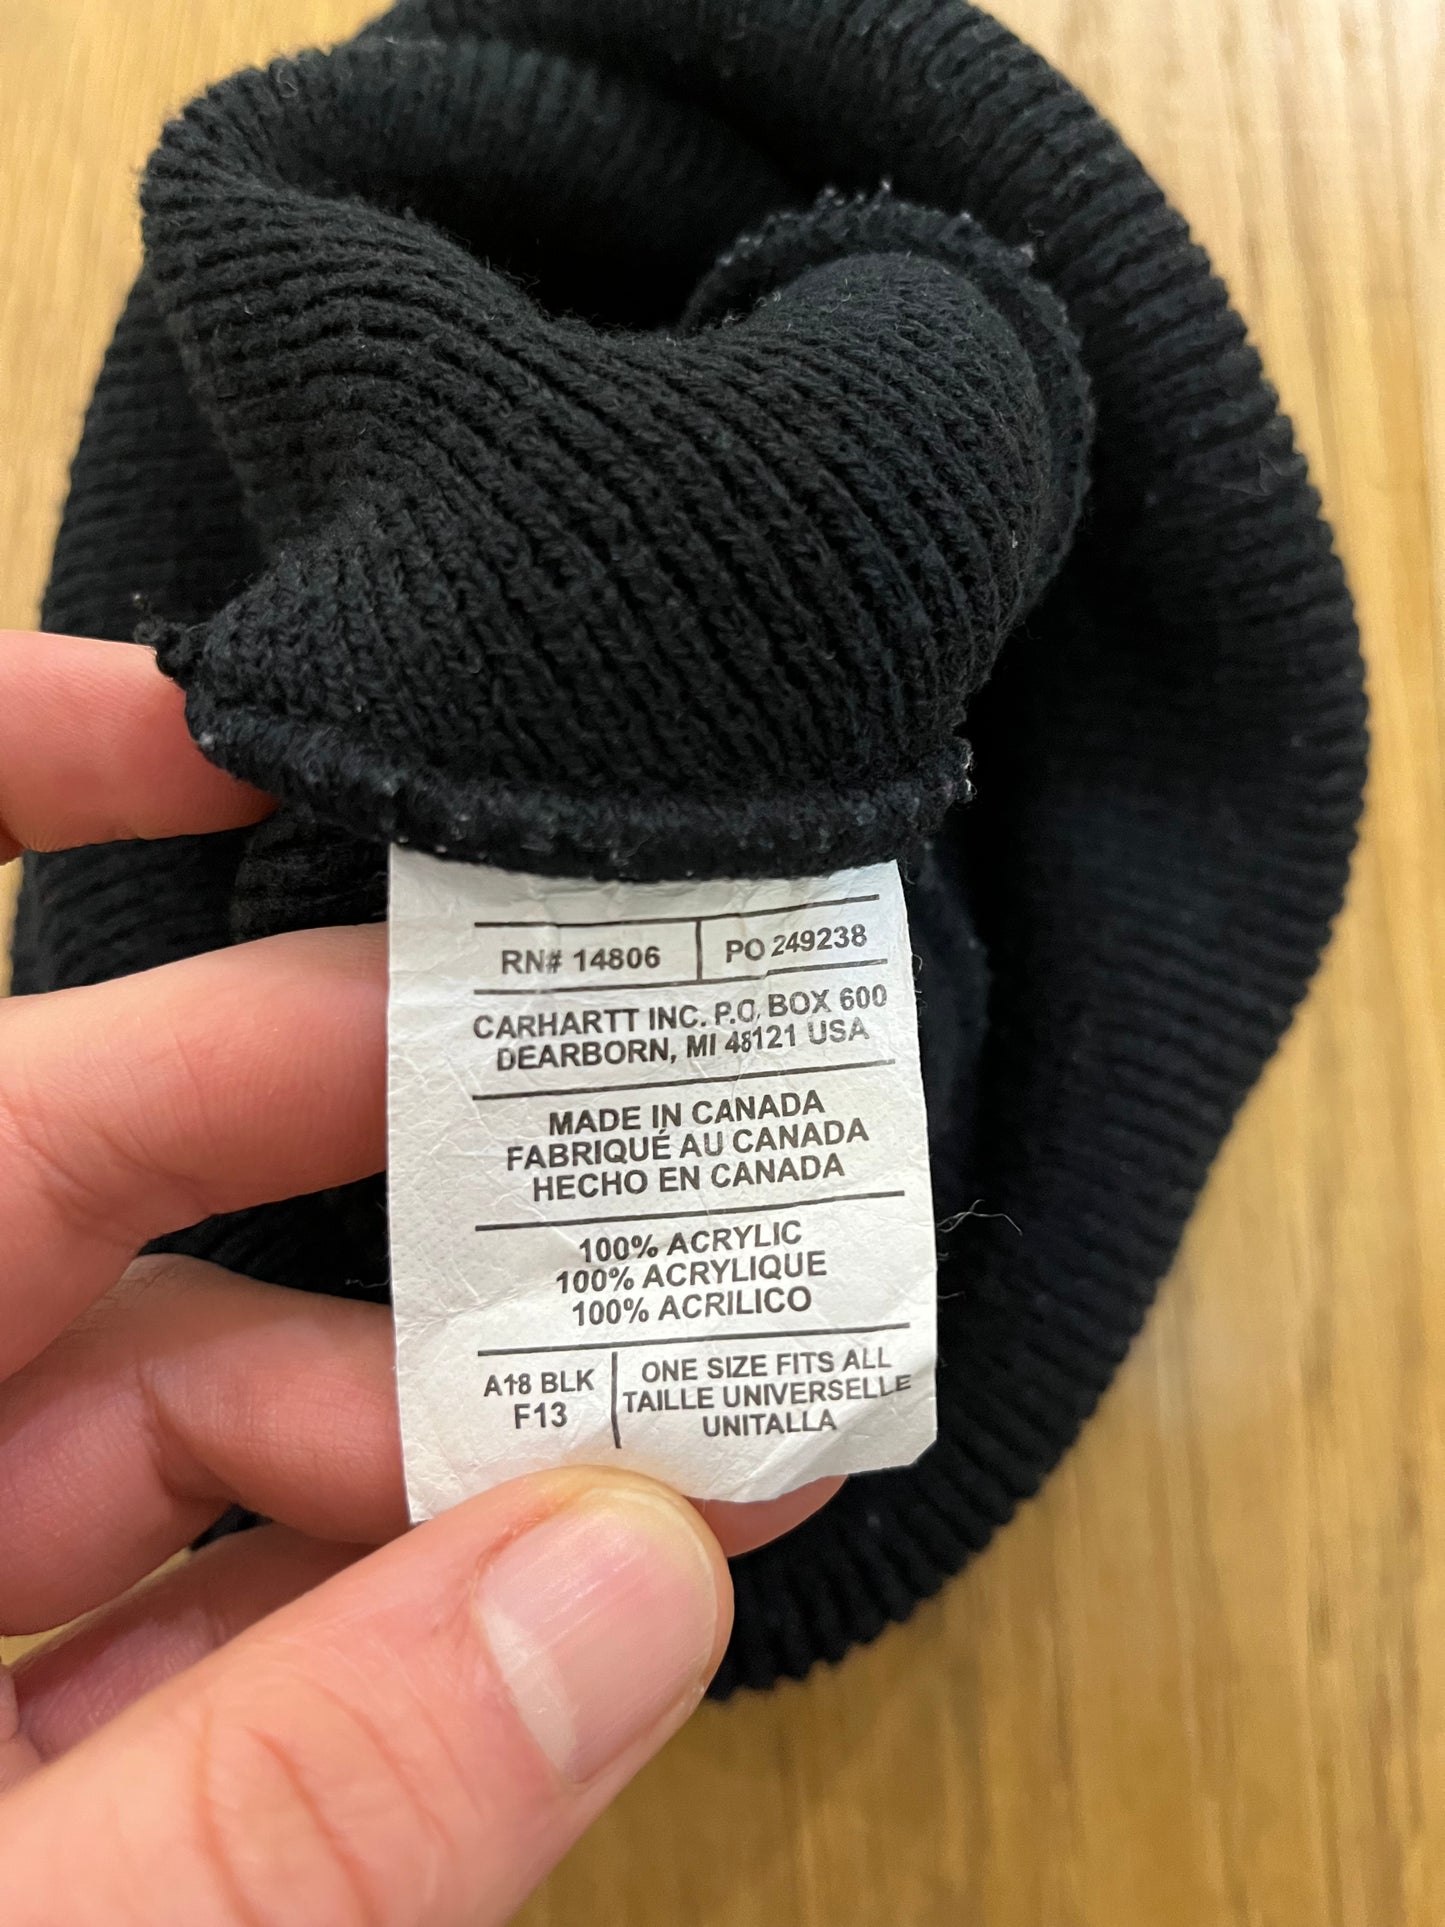 RN# 14806 PO 249238
CARHARTT INC. P.O. BOX 600
DEARBORN, MI 48121 USA
MADE IN CANADA
FABRIQUÉ AU CANADA
HECHO EN CANADA
100% ACRYLIC
100% ACRYLIQUE
100% ACRILICO
A18 BLK
F13
ONE SIZE FITS ALL
TAILLE UNIVERSELLE
UNITALLA